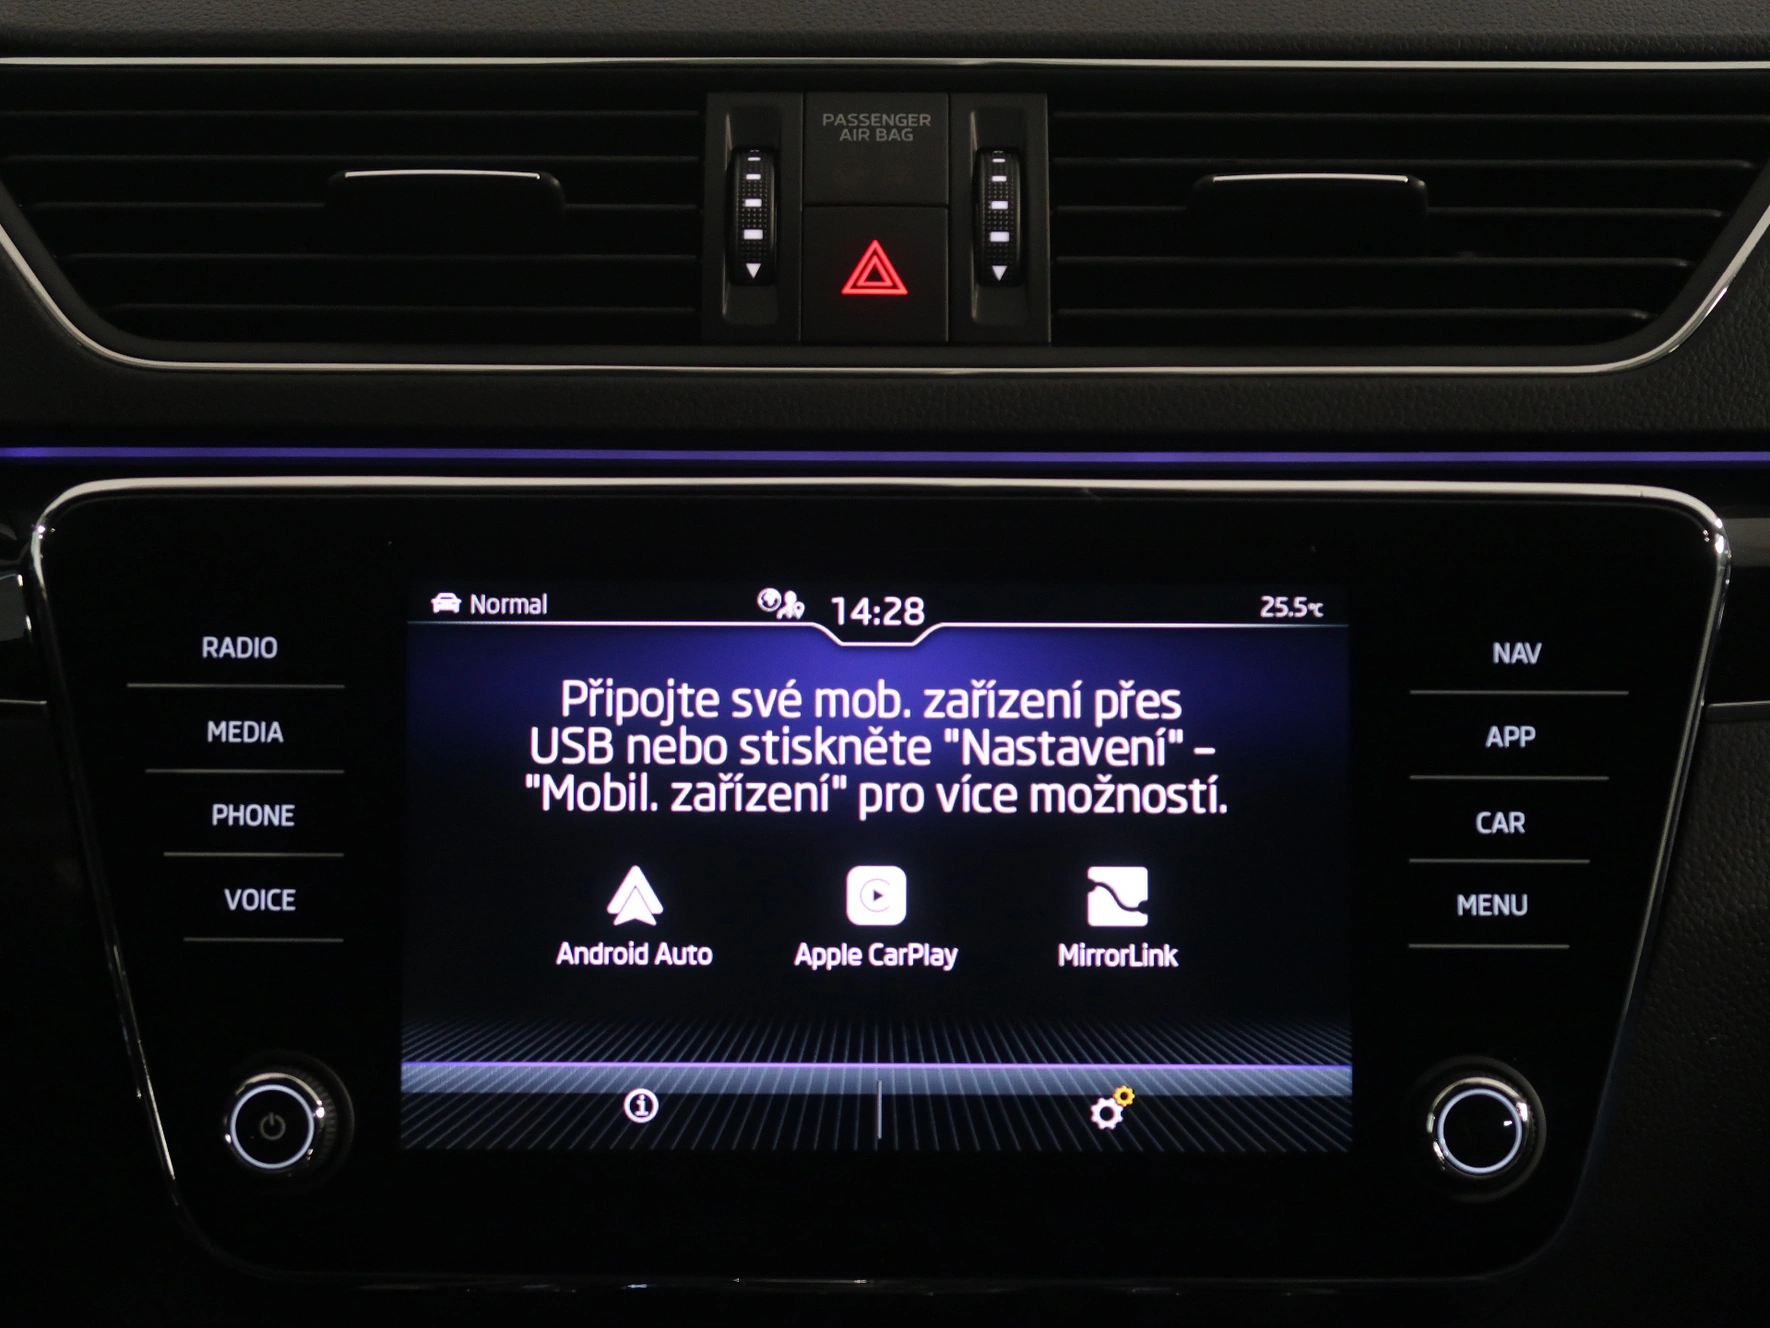 PASSENGER
AIR BAG
Normal
14:28
25.5°C
RADIO
MEDIA
PHONE
VOICE
Připojte své mob. zařízení přes
USB nebo stiskněte "Nastavení" –
"Mobil. zařízení" pro více možností.
Android Auto
Apple CarPlay
MirrorLink
NAV
APP
CAR
MENU